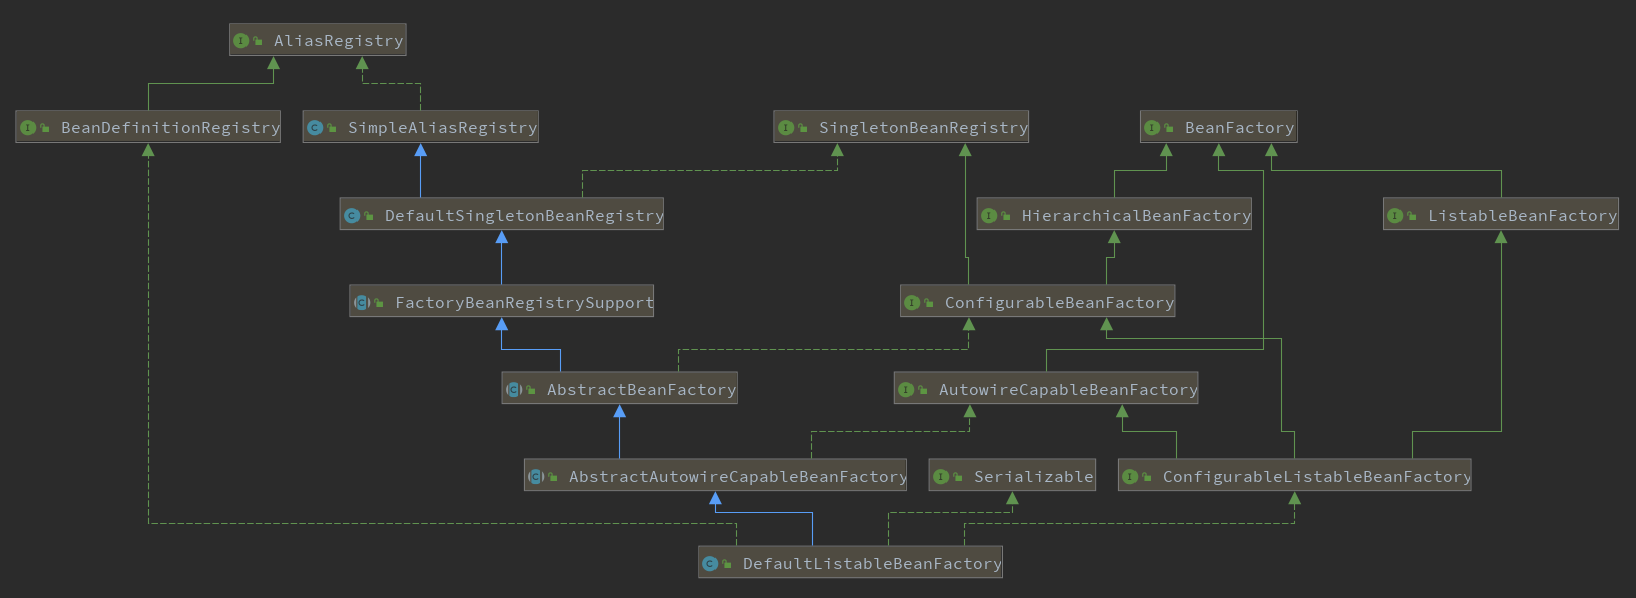 AliasRegistry
BeanDefinitionRegistry
SimpleAliasRegistry
SingletonBeanRegistry
BeanFactory
DefaultSingletonBeanRegistry
HierarchicalBeanFactory
ListableBeanFactory
FactoryBeanRegistrySupport
ConfigurableBeanFactory
AbstractBeanFactory
AutowireCapableBeanFactory
AbstractAutowireCapableBeanFactory
Serializable
ConfigurableListableBeanFactory
DefaultListableBeanFactory